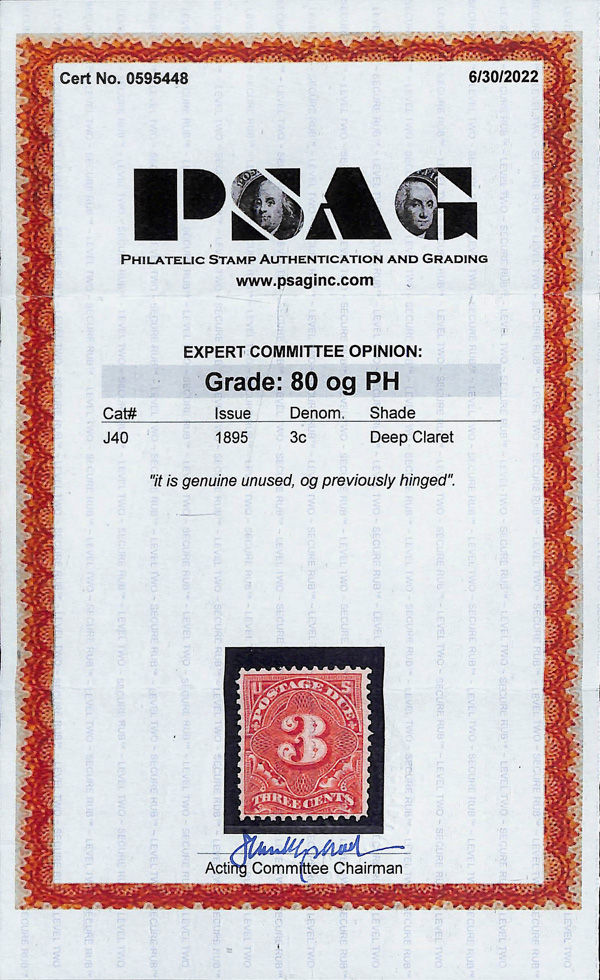 Cert No. 0595448 6/30/2022
PSAG
PHILATELIC STAMP AUTHENTICATION AND GRADING
www.psaginc.com
EXPERT COMMITTEE OPINION:
Grade: 80 og PH
Cat# Issue Denom. Shade
J40 1895 3c Deep Claret
"it is genuine unused, og previously hinged".
U S
POSTAGE DUE
3
THREE CENTS
Acting Committee Chairman